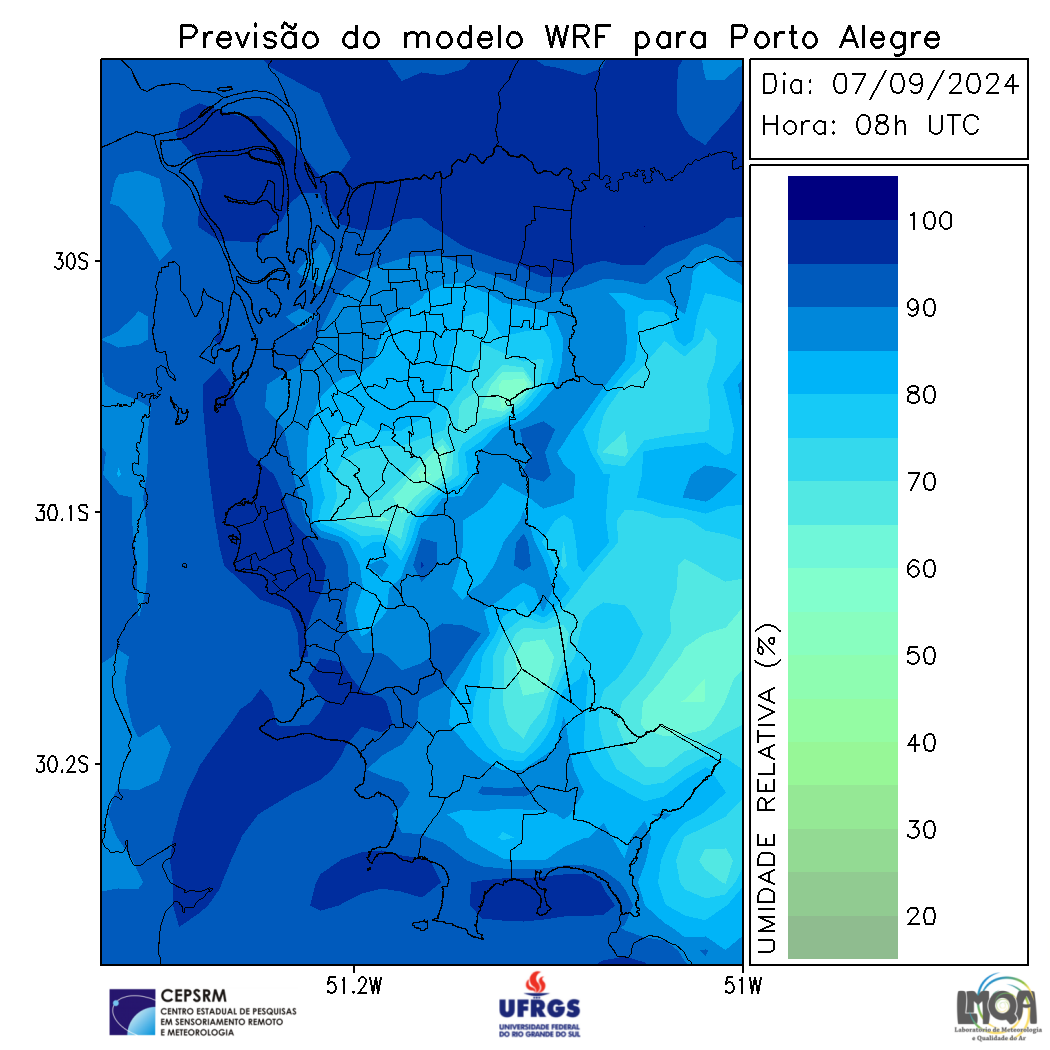 Previsão do modelo WRF para Porto Alegre
Dia: 07/09/2024
Hora: 08h UTC
30S
30.1S
30.2S
51.2W
51W
100
90
80
70
60
50
40
30
20
UMIDADE RELATIVA (%)
CEPSRM
CENTRO ESTADUAL DE PESQUISAS
EM SENSORIAMENTO REMOTO
E METEOROLOGIA
UFRGS
UNIVERSIDADE FEDERAL
DO RIO GRANDE DO SUL
LMQA
Laboratório de Meteorologia
e Qualidade do Ar